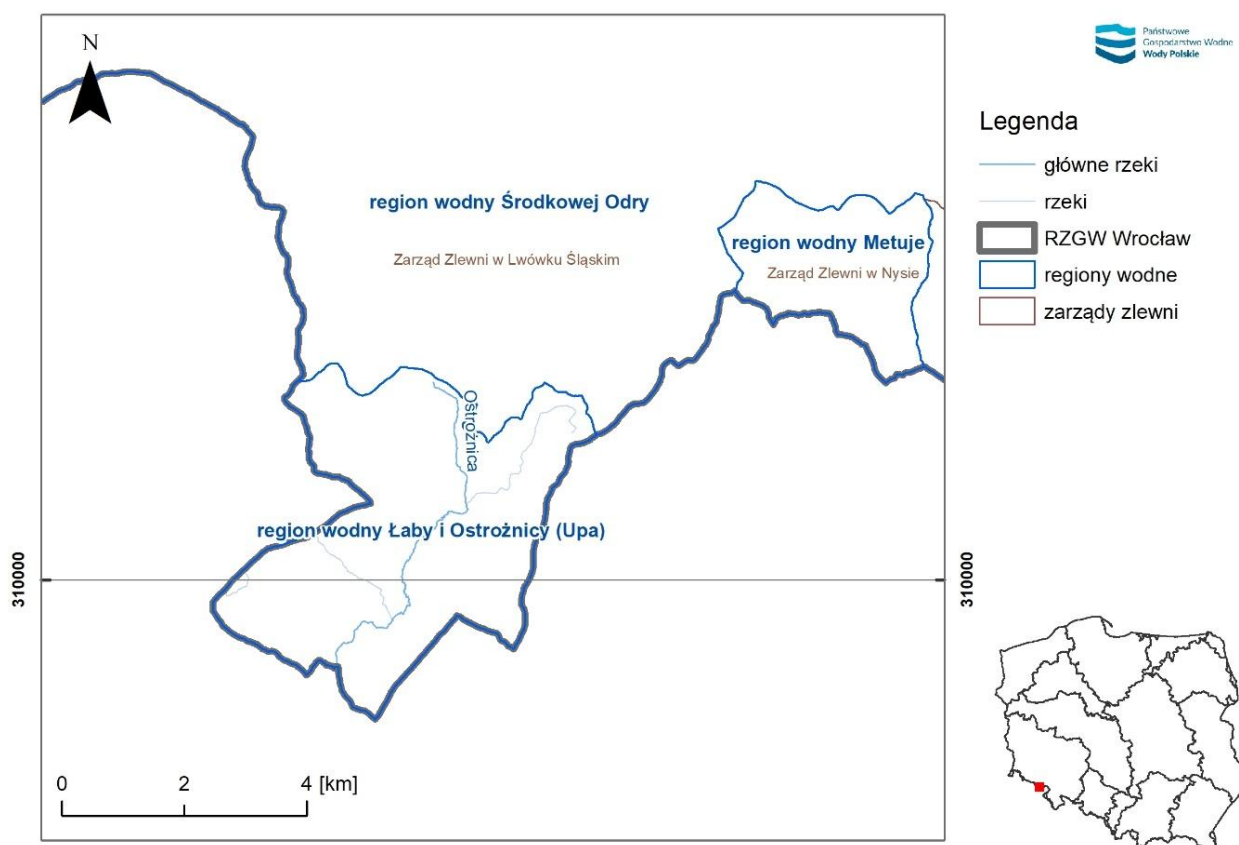 N
Państwowe
Gospodarstwo Wodne
Wody Polskie
Legenda
główne rzeki
rzeki
RZGW Wrocław
regiony wodne
zarządy zlewni
region wodny Środkowej Odry
Zarząd Zlewni w Lwówku Śląskim
region wodny Metuje
Zarząd Zlewni w Nysie
Ostrożnica
region wodny Łaby i Ostrożnicy (Upa)
310000
310000
0 2 4 [km]